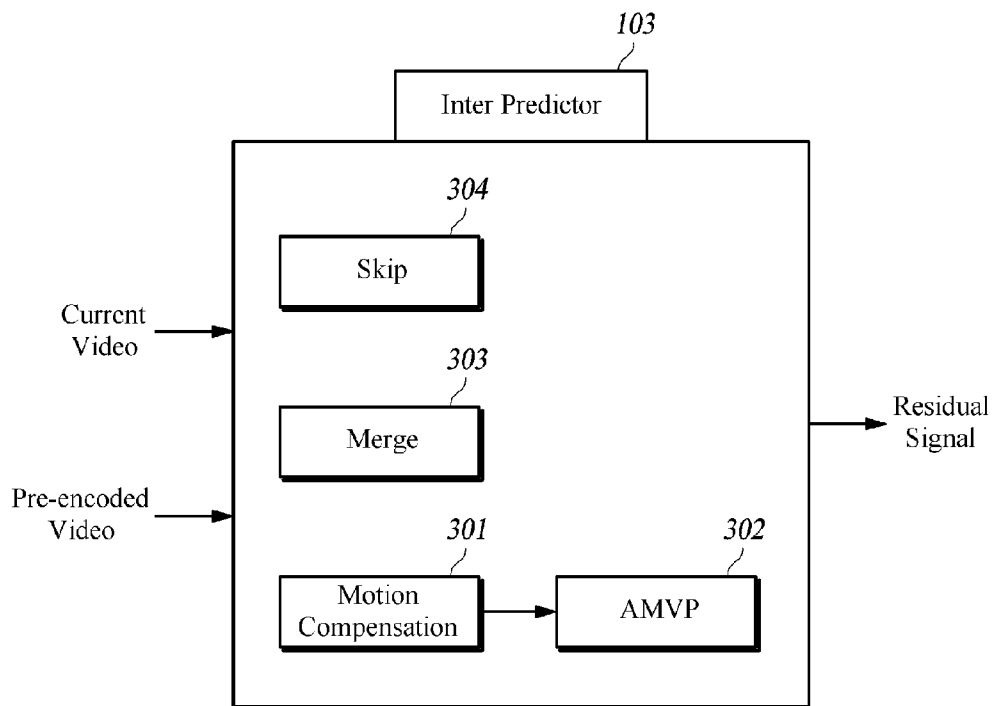 103
Inter Predictor
304
Skip
Current
Video
303
Merge
Residual
Signal
Pre-encoded
Video
301
302
Motion
Compensation
AMVP